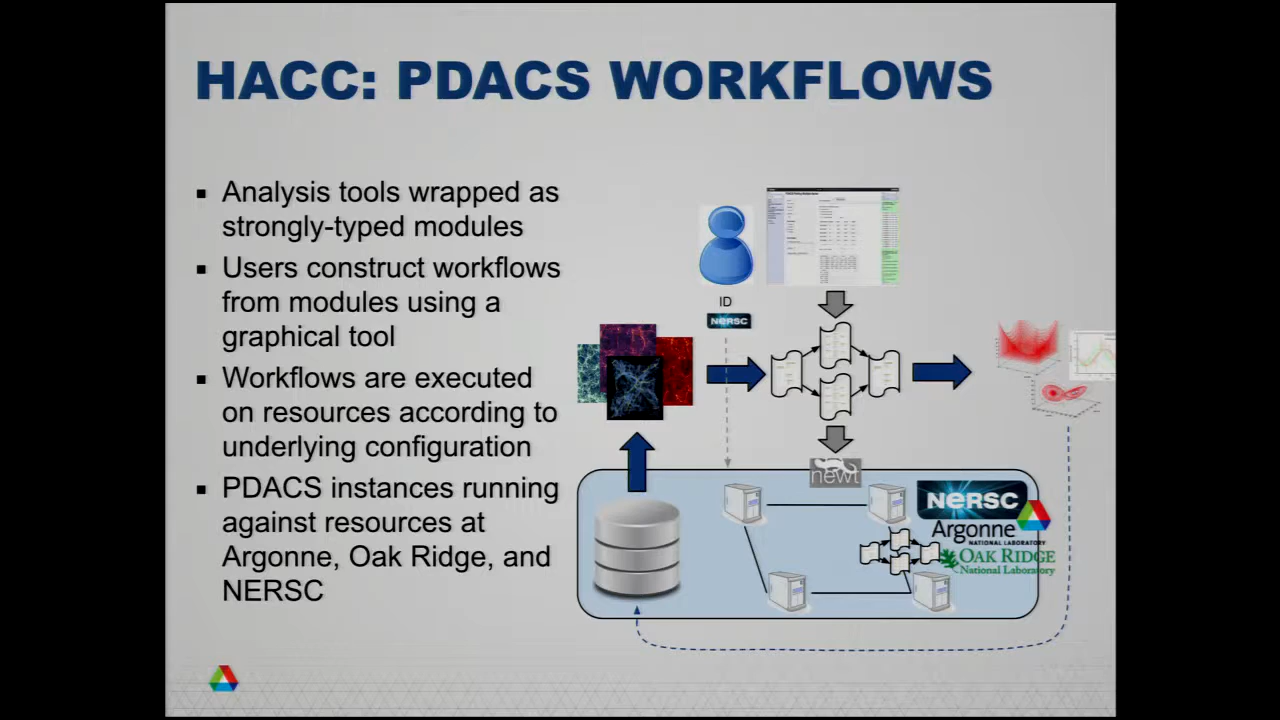 HACC: PDACS WORKFLOWS
▪ Analysis tools wrapped as
strongly-typed modules
▪ Users construct workflows
from modules using a
graphical tool
▪ Workflows are executed
on resources according to
underlying configuration
▪ PDACS instances running
against resources at
Argonne, Oak Ridge, and
NERSC
ID
NERSC
newt
NERSC
Argonne
NATIONAL LABORATORY
OAK RIDGE
National Laboratory